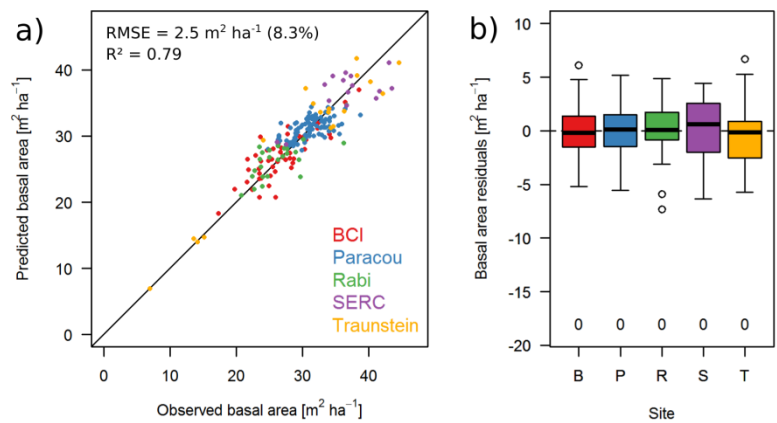 a)
RMSE = 2.5 m² ha⁻¹ (8.3%)
R² = 0.79
Predicted basal area [m² ha⁻¹]
40
30
20
10
0
BCI
Paracou
Rabi
SERC
Traunstein
0 10 20 30 40
Observed basal area [m² ha⁻¹]
b)
Basal area residuals [m² ha⁻¹]
10
5
0
-5
-10
-15
-20
0 0 0 0 0
B P R S T
Site